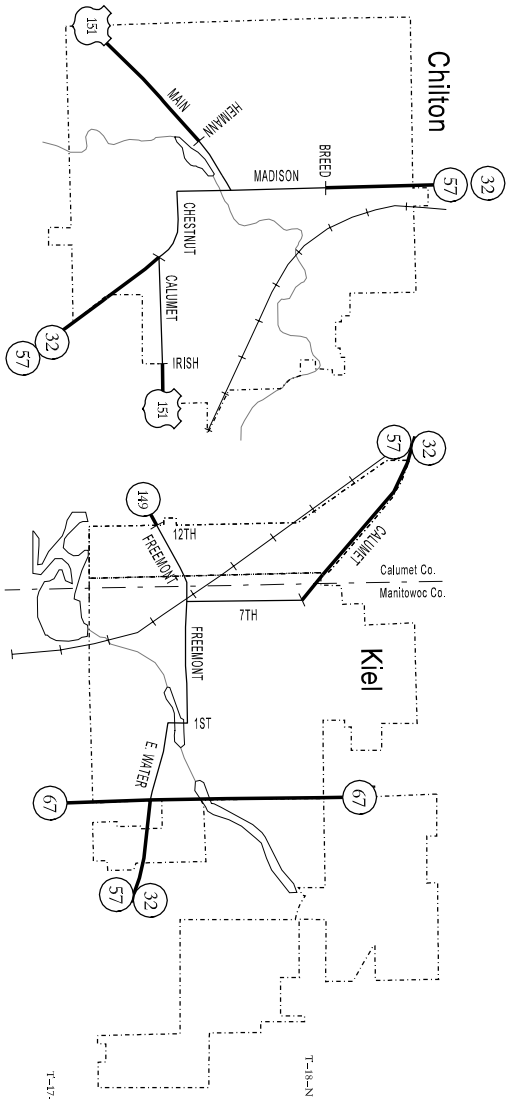 Chilton
151
MAIN
HEIMANN
MADISON
BREED
57
32
CHESTNUT
CALUMET
IRISH
151
32
57
57
32
CALUMET
Calumet Co.
Manitowoc Co.
Kiel
149
12TH
FREEMONT
7TH
FREEMONT
1ST
E. WATER
67
67
57
32
T-18-N
T-17-